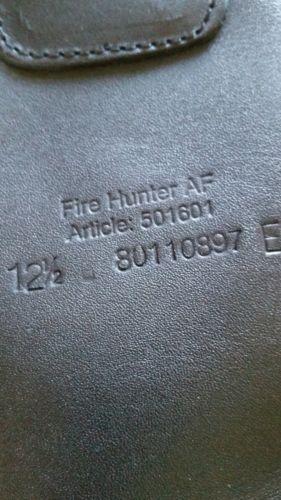 Fire Hunter AF
Article: 501601
12½ 80110897 E